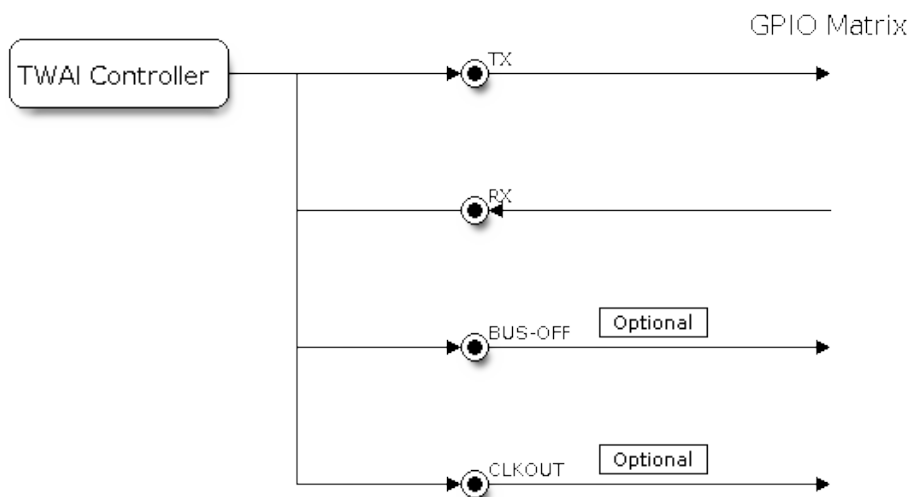 GPIO Matrix
TWAI Controller
TX
RX
BUS-OFF
Optional
CLKOUT
Optional